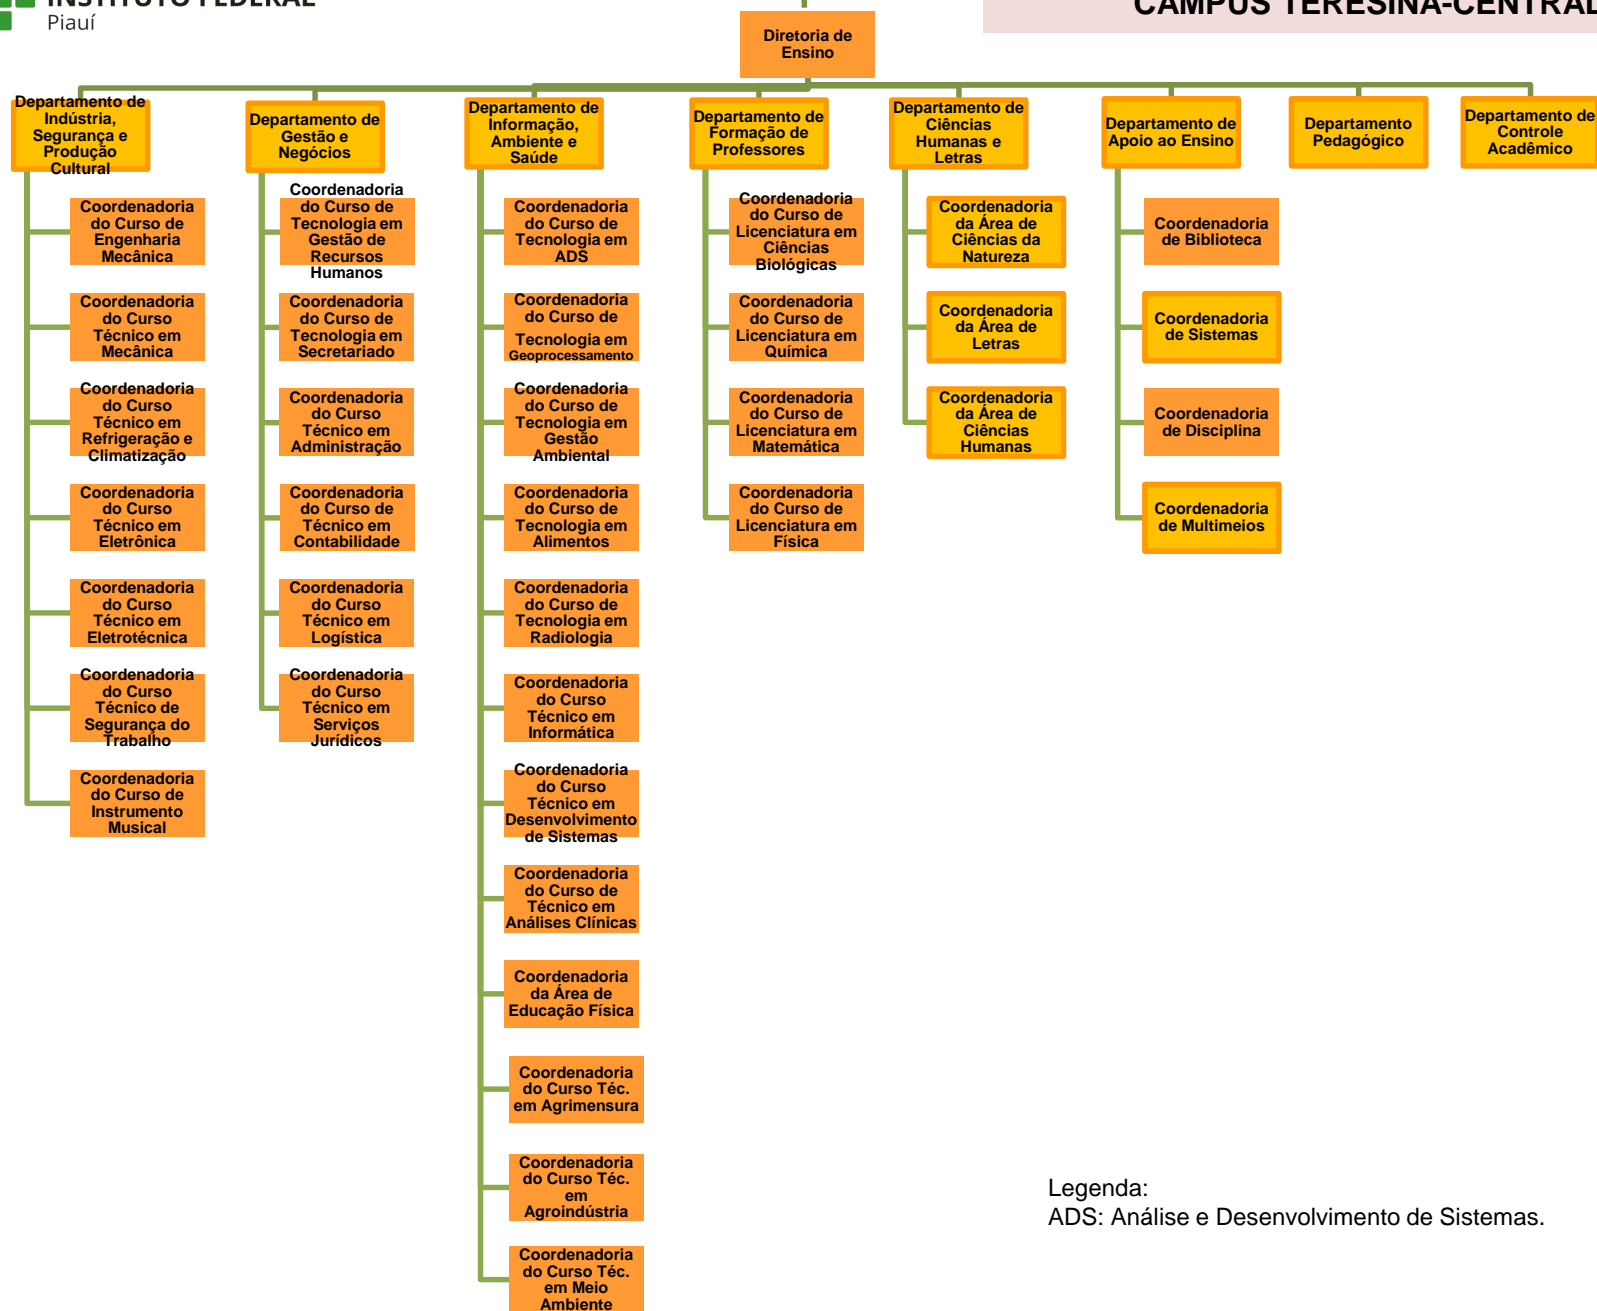 INSTITUTO FEDERAL
Piauí
CAMPUS TERESINA-CENTRAL
Diretoria de
Ensino
Departamento de
Indústria,
Segurança e
Produção
Cultural
Departamento de
Gestão e
Negócios
Departamento de
Informação,
Ambiente e
Saúde
Departamento de
Formação de
Professores
Departamento de
Ciências
Humanas e
Letras
Departamento de
Apoio ao Ensino
Departamento
Pedagógico
Departamento de
Controle
Acadêmico
Coordenadoria
do Curso de
Engenharia
Mecânica
Coordenadoria
do Curso
Técnico em
Mecânica
Coordenadoria
do Curso
Técnico em
Refrigeração e
Climatização
Coordenadoria
do Curso
Técnico em
Eletrônica
Coordenadoria
do Curso
Técnico em
Eletrotécnica
Coordenadoria
do Curso
Técnico de
Segurança do
Trabalho
Coordenadoria
do Curso de
Instrumento
Musical
Coordenadoria
do Curso de
Tecnologia em
Gestão de
Recursos
Humanos
Coordenadoria
do Curso de
Tecnologia em
Secretariado
Coordenadoria
do Curso
Técnico em
Administração
Coordenadoria
do Curso de
Técnico em
Contabilidade
Coordenadoria
do Curso
Técnico em
Logística
Coordenadoria
do Curso
Técnico em
Serviços
Jurídicos
Coordenadoria
do Curso de
Tecnologia em
ADS
Coordenadoria
do Curso de
Tecnologia em
Geoprocessamento
Coordenadoria
do Curso de
Tecnologia em
Gestão
Ambiental
Coordenadoria
do Curso de
Tecnologia em
Alimentos
Coordenadoria
do Curso de
Tecnologia em
Radiologia
Coordenadoria
do Curso
Técnico em
Informática
Coordenadoria
do Curso
Técnico em
Desenvolvimento
de Sistemas
Coordenadoria
do Curso de
Técnico em
Análises Clínicas
Coordenadoria
da Área de
Educação Física
Coordenadoria
do Curso Téc.
em Agrimensura
Coordenadoria
do Curso Téc.
em
Agroindústria
Coordenadoria
do Curso Téc.
em Meio
Ambiente
Coordenadoria
do Curso de
Licenciatura em
Ciências
Biológicas
Coordenadoria
do Curso de
Licenciatura em
Química
Coordenadoria
do Curso de
Licenciatura em
Matemática
Coordenadoria
do Curso de
Licenciatura em
Física
Coordenadoria
da Área de
Ciências da
Natureza
Coordenadoria
da Área de
Letras
Coordenadoria
da Área de
Ciências
Humanas
Coordenadoria
de Biblioteca
Coordenadoria
de Sistemas
Coordenadoria
de Disciplina
Coordenadoria
de Multimeios
Legenda:
ADS: Análise e Desenvolvimento de Sistemas.